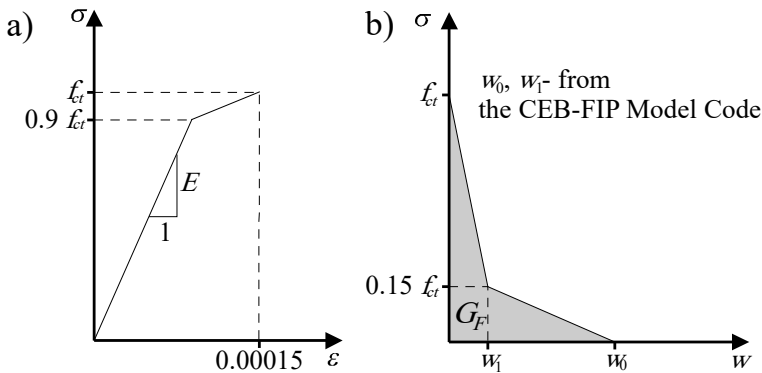 a)
σ
f_ct
0.9 f_ct
E
1
0.00015
ε
b)
σ
w_0, w_1- from
the CEB-FIP Model Code
f_ct
0.15 f_ct
G_F
w_1
w_0
w